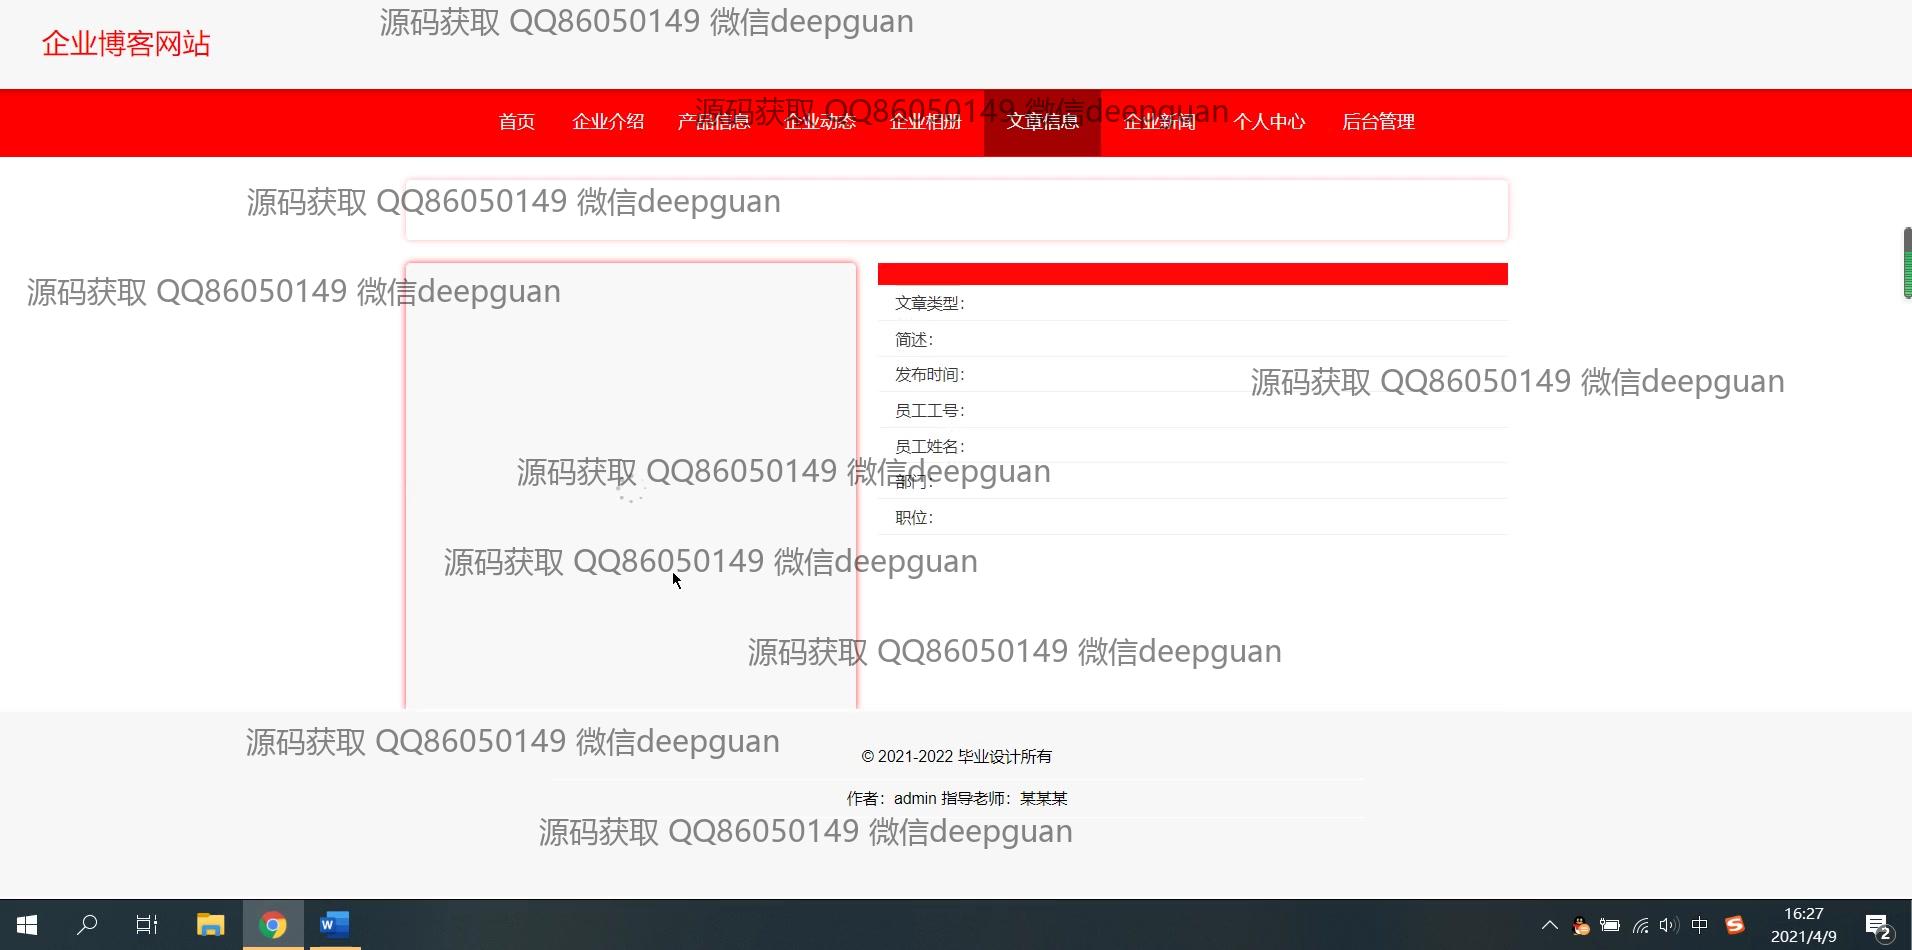 源码获取 QQ86050149 微信deepguan
企业博客网站
源码获取 QQ86050149 微信deepguan
首页 企业介绍 产品信息 企业动态 企业相册 文章信息 企业新闻 个人中心 后台管理
源码获取 QQ86050149 微信deepguan
源码获取 QQ86050149 微信deepguan
文章类型：
简述：
发布时间：
源码获取 QQ86050149 微信deepguan
员工工号：
员工姓名：
源码获取 QQ86050149 微信deepguan
部门：
职位：
源码获取 QQ86050149 微信deepguan
源码获取 QQ86050149 微信deepguan
源码获取 QQ86050149 微信deepguan
© 2021-2022 毕业设计所有
作者：admin 指导老师：某某某
源码获取 QQ86050149 微信deepguan
W
中
S
16:27
2021/4/9
2